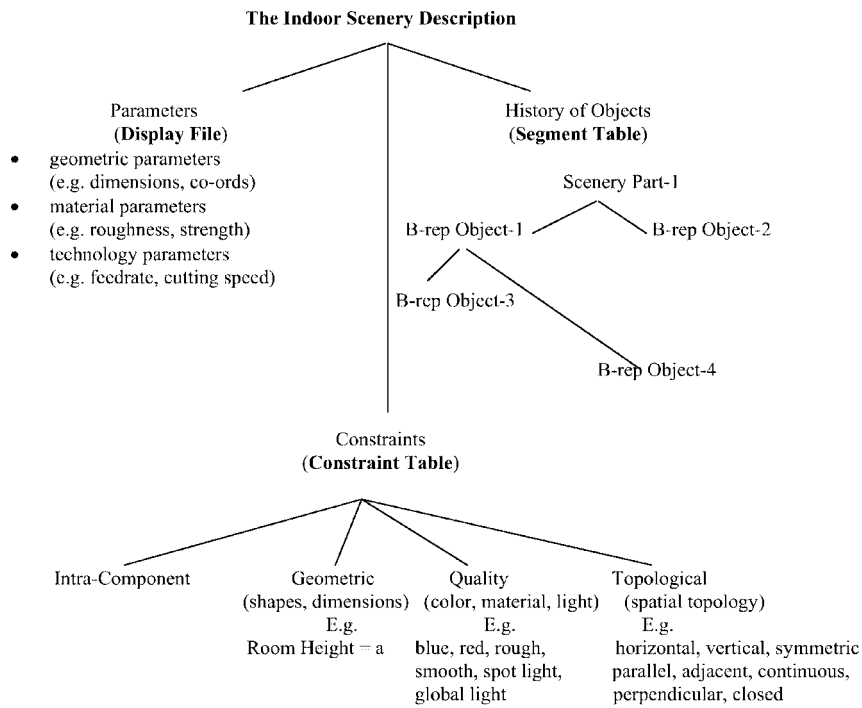 The Indoor Scenery Description
Parameters
(Display File)
• geometric parameters
(e.g. dimensions, co-ords)
• material parameters
(e.g. roughness, strength)
• technology parameters
(e.g. feedrate, cutting speed)
History of Objects
(Segment Table)
Scenery Part-1
B-rep Object-1
B-rep Object-2
B-rep Object-3
B-rep Object-4
Constraints
(Constraint Table)
Intra-Component
Geometric
(shapes, dimensions)
E.g.
Room Height = a
Quality
(color, material, light)
E.g.
blue, red, rough,
smooth, spot light,
global light
Topological
(spatial topology)
E.g.
horizontal, vertical, symmetric
parallel, adjacent, continuous,
perpendicular, closed